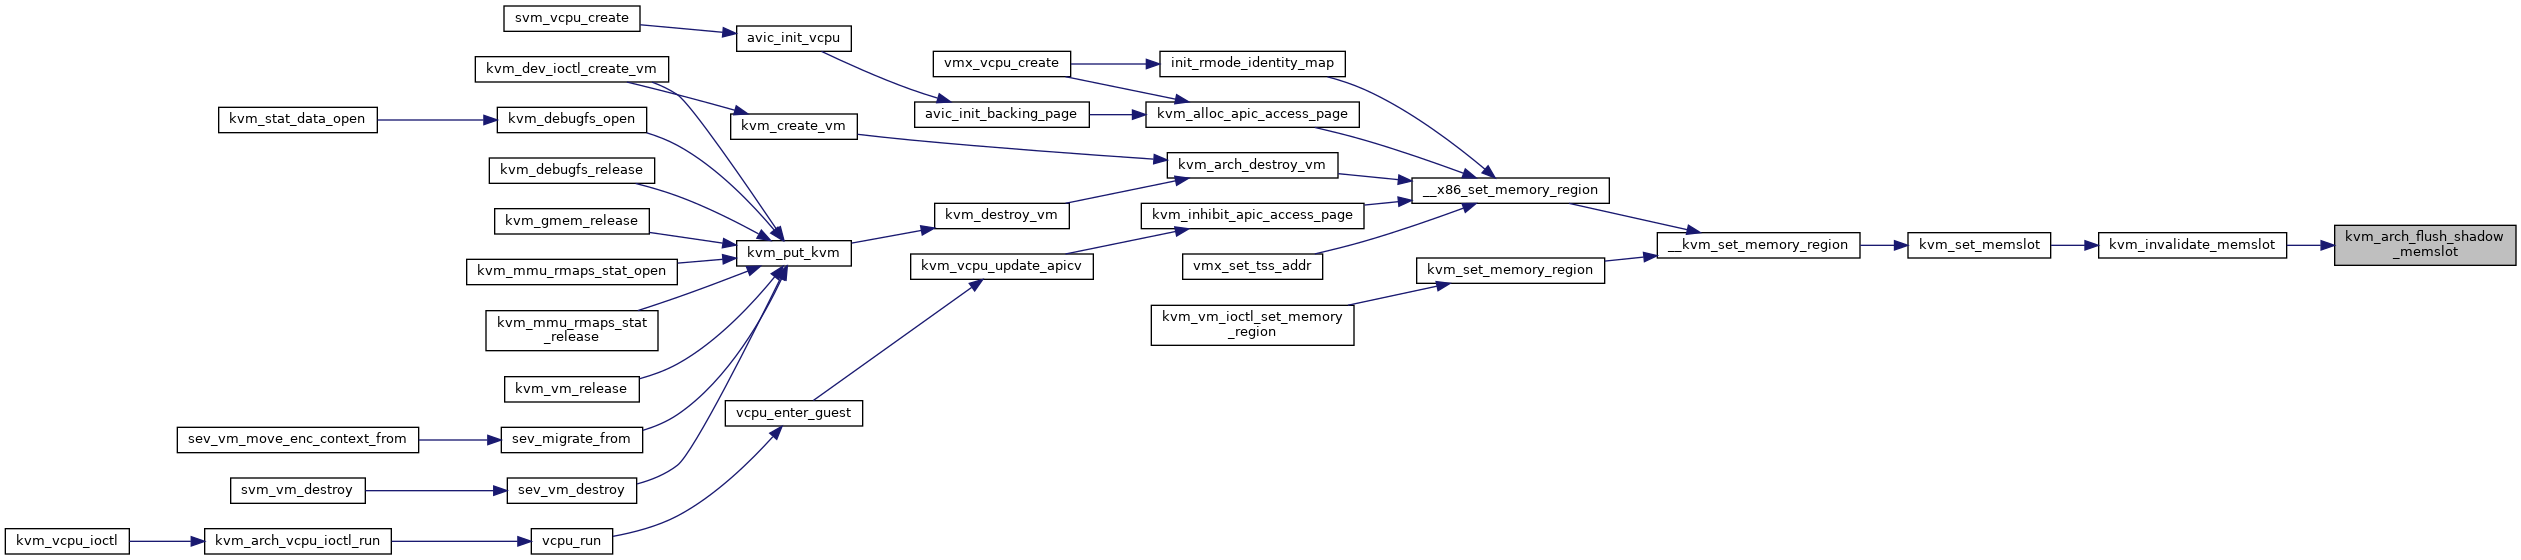 svm_vcpu_create
avic_init_vcpu
kvm_dev_ioctl_create_vm
vmx_vcpu_create
init_rmode_identity_map
kvm_stat_data_open
kvm_debugfs_open
kvm_create_vm
avic_init_backing_page
kvm_alloc_apic_access_page
kvm_debugfs_release
kvm_arch_destroy_vm
__x86_set_memory_region
kvm_gmem_release
kvm_destroy_vm
kvm_inhibit_apic_access_page
kvm_put_kvm
__kvm_set_memory_region
kvm_set_memslot
kvm_invalidate_memslot
kvm_arch_flush_shadow
_memslot
kvm_mmu_rmaps_stat_open
kvm_vcpu_update_apicv
vmx_set_tss_addr
kvm_set_memory_region
kvm_mmu_rmaps_stat
_release
kvm_vm_ioctl_set_memory
_region
kvm_vm_release
vcpu_enter_guest
sev_vm_move_enc_context_from
sev_migrate_from
svm_vm_destroy
sev_vm_destroy
kvm_vcpu_ioctl
kvm_arch_vcpu_ioctl_run
vcpu_run